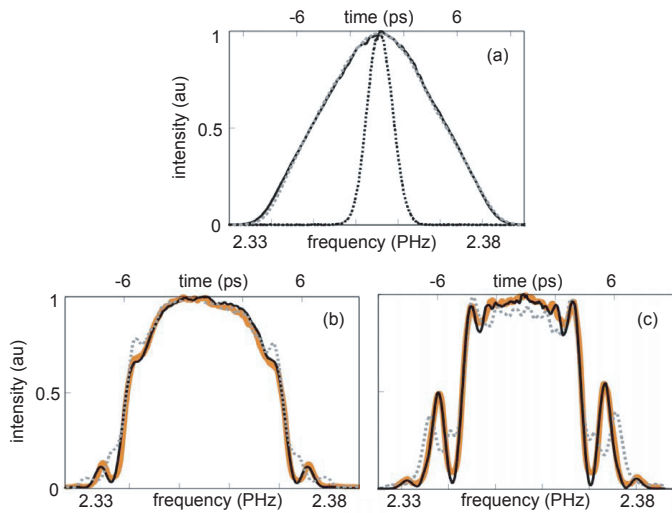 -6 time (ps) 6
1
(a)
intensity (au)
0.5
0
2.33 frequency (PHz) 2.38
-6 time (ps) 6
1
(b)
intensity (au)
0.5
0
2.33 frequency (PHz) 2.38
-6 time (ps) 6
(c)
2.33 frequency (PHz) 2.38